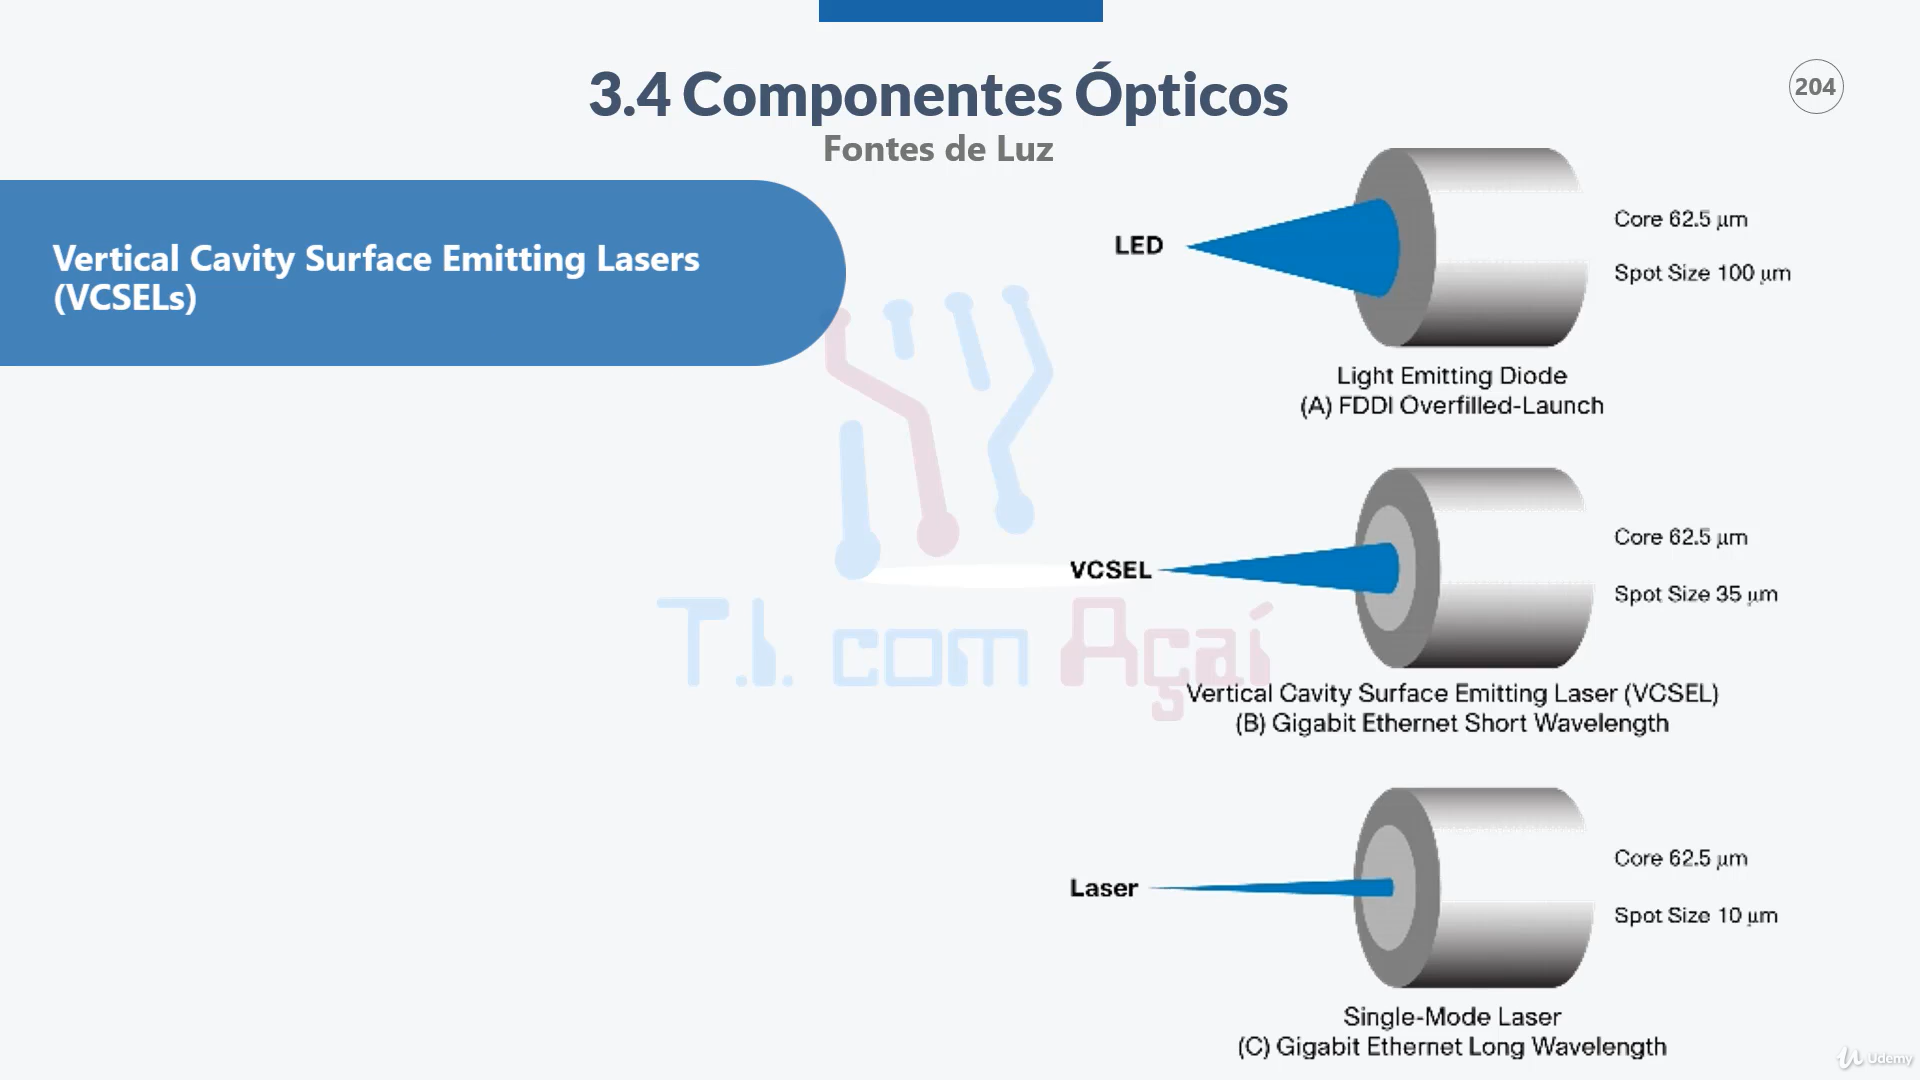 3.4 Componentes Ópticos
204
Fontes de Luz
Vertical Cavity Surface Emitting Lasers
(VCSELs)
LED
Core 62.5 µm
Spot Size 100 µm
Light Emitting Diode
(A) FDDI Overfilled-Launch
VCSEL
Core 62.5 µm
Spot Size 35 µm
T.I. com Açaí
Vertical Cavity Surface Emitting Laser (VCSEL)
(B) Gigabit Ethernet Short Wavelength
Laser
Core 62.5 µm
Spot Size 10 µm
Single-Mode Laser
(C) Gigabit Ethernet Long Wavelength
Udemy